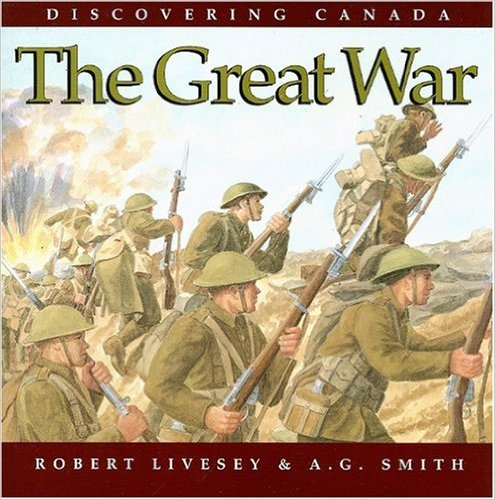 DISCOVERING CANADA
The Great War
ROBERT LIVESEY & A.G. SMITH